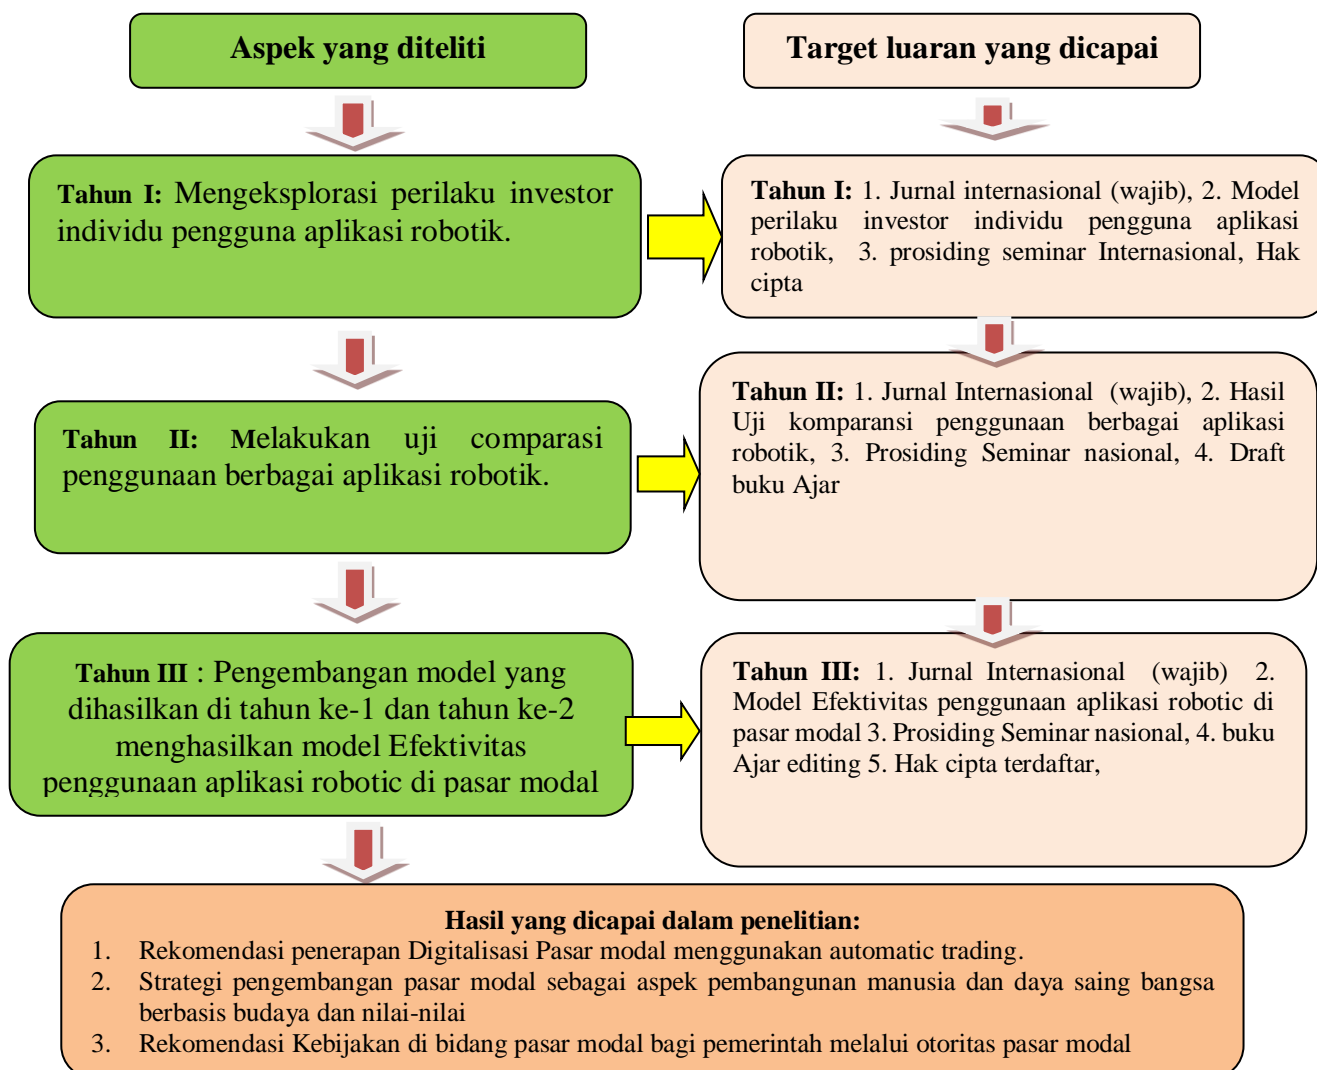 Aspek yang diteliti
Target luaran yang dicapai
Tahun I: Mengeksplorasi perilaku investor
individu pengguna aplikasi robotik.
Tahun I: 1. Jurnal internasional (wajib), 2. Model
perilaku investor individu pengguna aplikasi
robotik, 3. prosiding seminar Internasional, Hak
cipta
Tahun II: Melakukan uji comparasi
penggunaan berbagai aplikasi robotik.
Tahun II: 1. Jurnal Internasional (wajib), 2. Hasil
Uji komparansi penggunaan berbagai aplikasi
robotik, 3. Prosiding Seminar nasional, 4. Draft
buku Ajar
Tahun III : Pengembangan model yang
dihasilkan di tahun ke-1 dan tahun ke-2
menghasilkan model Efektivitas
penggunaan aplikasi robotic di pasar modal
Tahun III: 1. Jurnal Internasional (wajib) 2.
Model Efektivitas penggunaan aplikasi robotic di
pasar modal 3. Prosiding Seminar nasional, 4. buku
Ajar editing 5. Hak cipta terdaftar,
Hasil yang dicapai dalam penelitian:
1. Rekomendasi penerapan Digitalisasi Pasar modal menggunakan automatic trading.
2. Strategi pengembangan pasar modal sebagai aspek pembangunan manusia dan daya saing bangsa
berbasis budaya dan nilai-nilai
3. Rekomendasi Kebijakan di bidang pasar modal bagi pemerintah melalui otoritas pasar modal